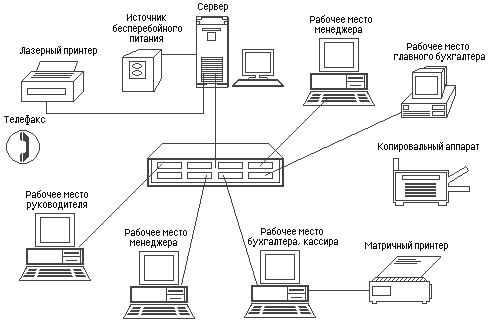 Сервер
Источник
бесперебойного
питания
Рабочее место
менеджера
Лазерный принтер
Рабочее место
главного бухгалтера
Телефакс
Копировальный аппарат
Рабочее место
руководителя
Рабочее место
менеджера
Рабочее место
бухгалтера, кассира
Матричный принтер